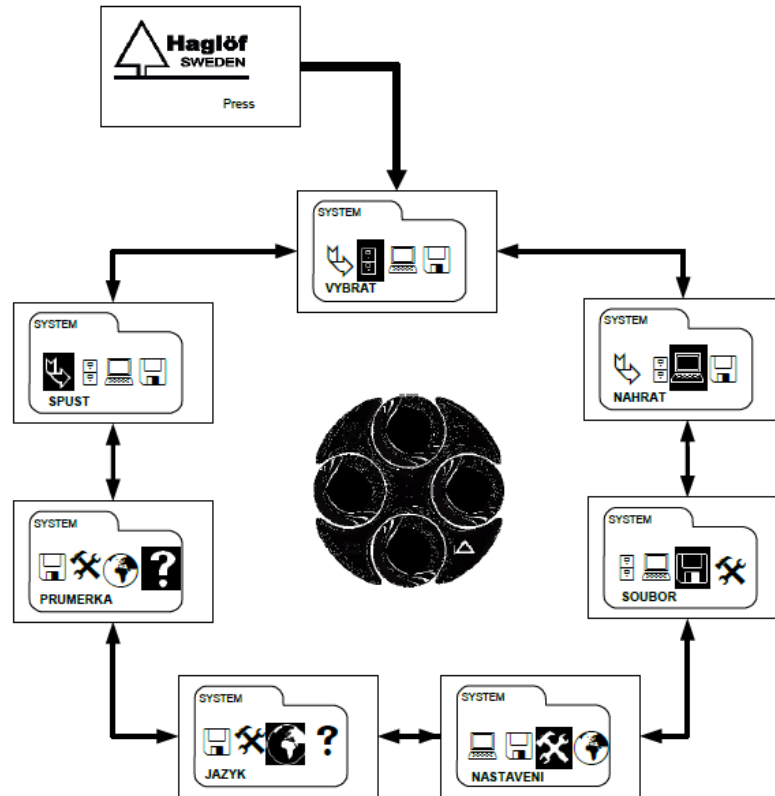 Haglöf
SWEDEN
Press
SYSTEM
VYBRAT
SYSTEM
SPUST
SYSTEM
NAHRAT
SYSTEM
PRUMERKA
SYSTEM
SOUBOR
SYSTEM
JAZYK
SYSTEM
NASTAVENI